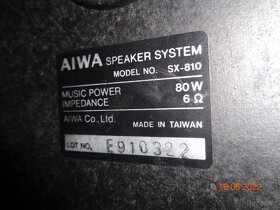 AIWA SPEAKER SYSTEM
MODEL NO. SX-810
MUSIC POWER 80W
IMPEDANCE 6 Ω
AIWA Co., Ltd.
MADE IN TAIWAN
LOT NO. E910322
19/06/2022